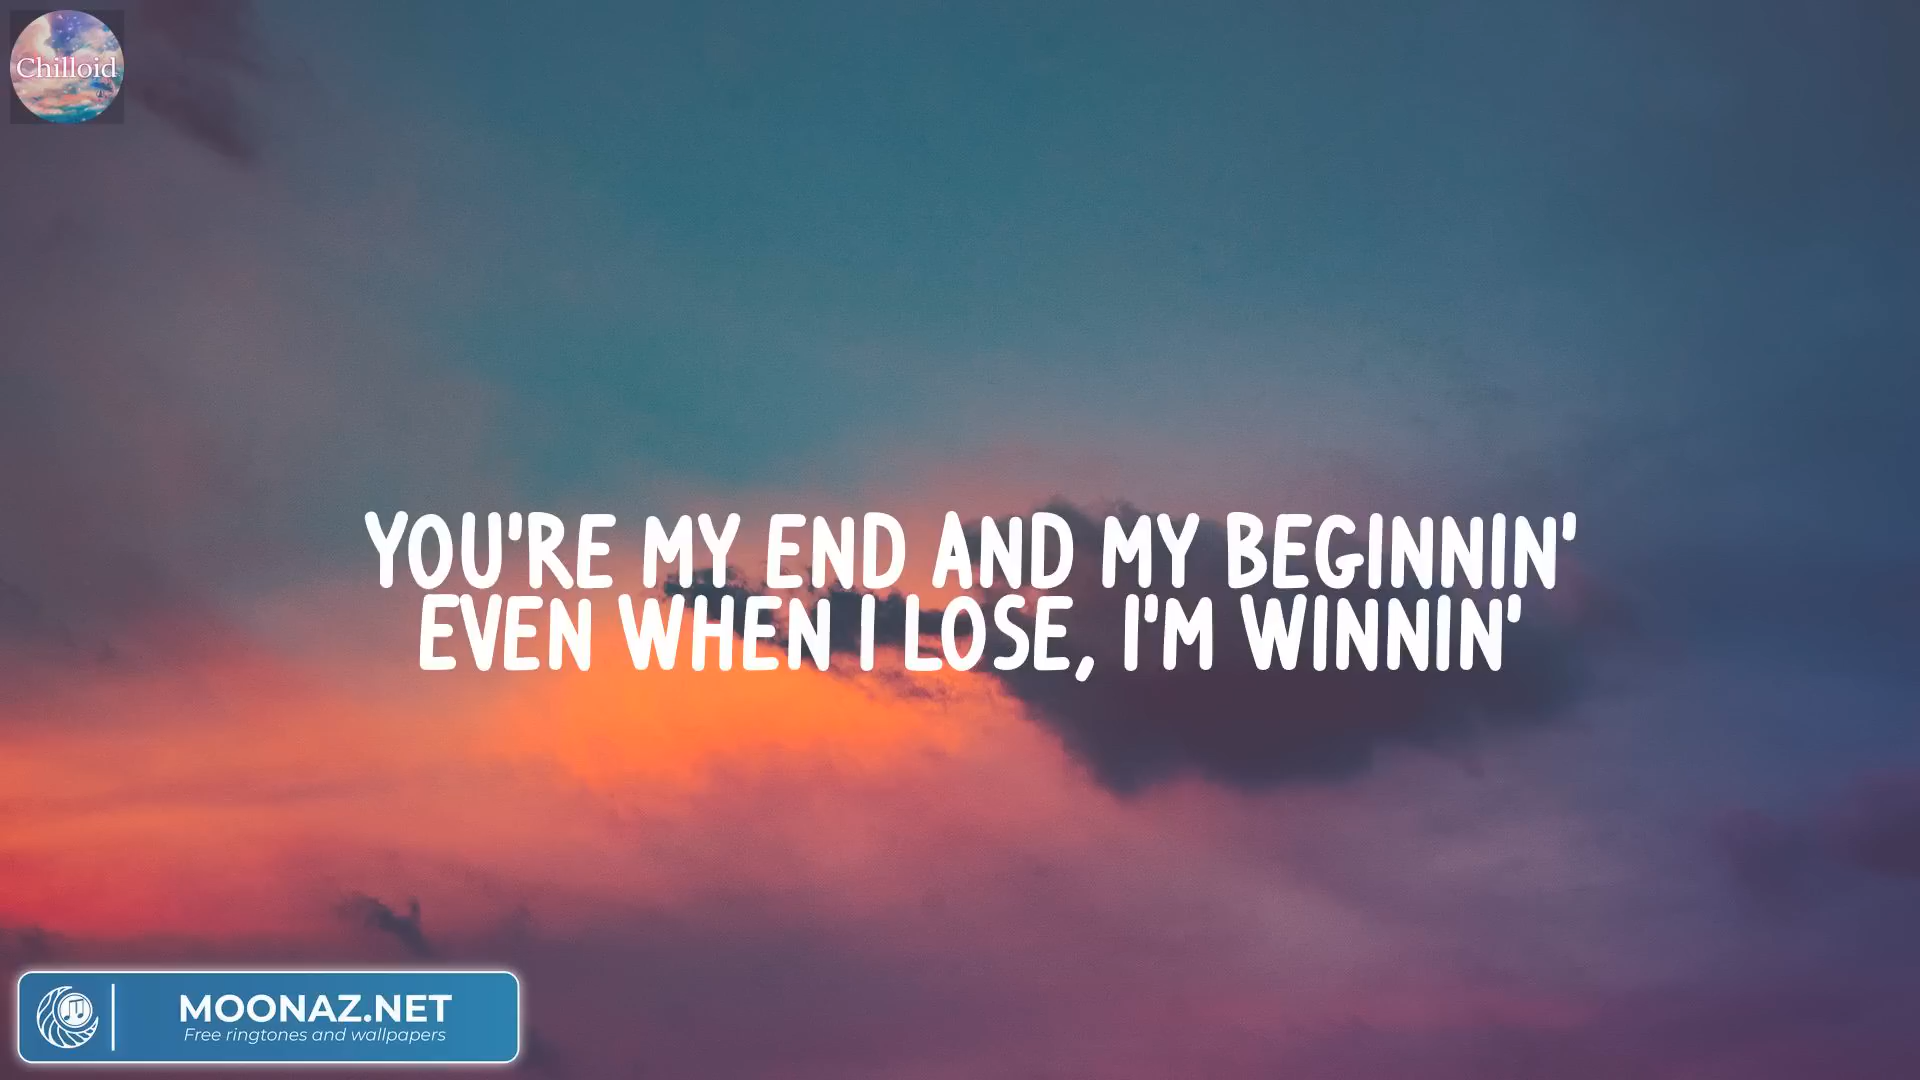 Chilloid
YOU'RE MY END AND MY BEGINNIN'
EVEN WHEN I LOSE, I'M WINNIN'
MOONAZ.NET
Free ringtones and wallpapers